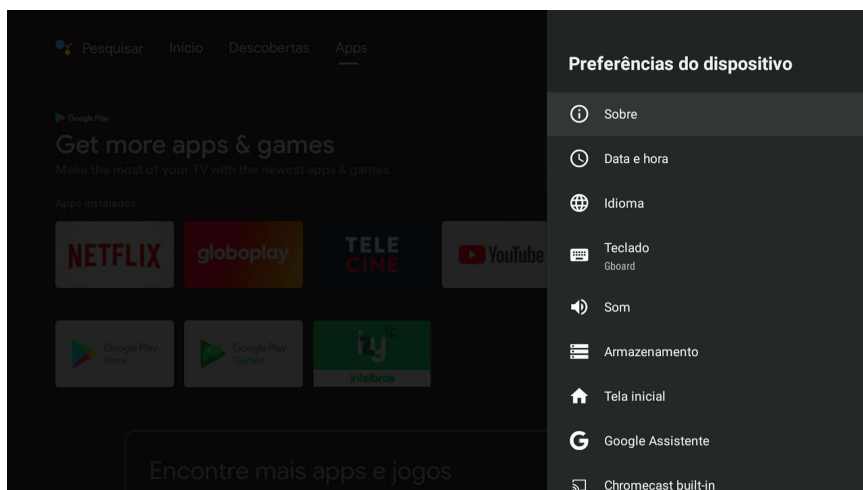 Pesquisar Início Descobertas Apps
Google Play
Get more apps & games
Make the most of your TV with the newest apps & games
Apps instalados
NETFLIX
globoplay
TELE
CINE
YouTube
Google Play
Store
Google Play
Games
izy
intelbras
Encontre mais apps e jogos
Preferências do dispositivo
Sobre
Data e hora
Idioma
Teclado
Gboard
Som
Armazenamento
Tela inicial
Google Assistente
Chromecast built-in